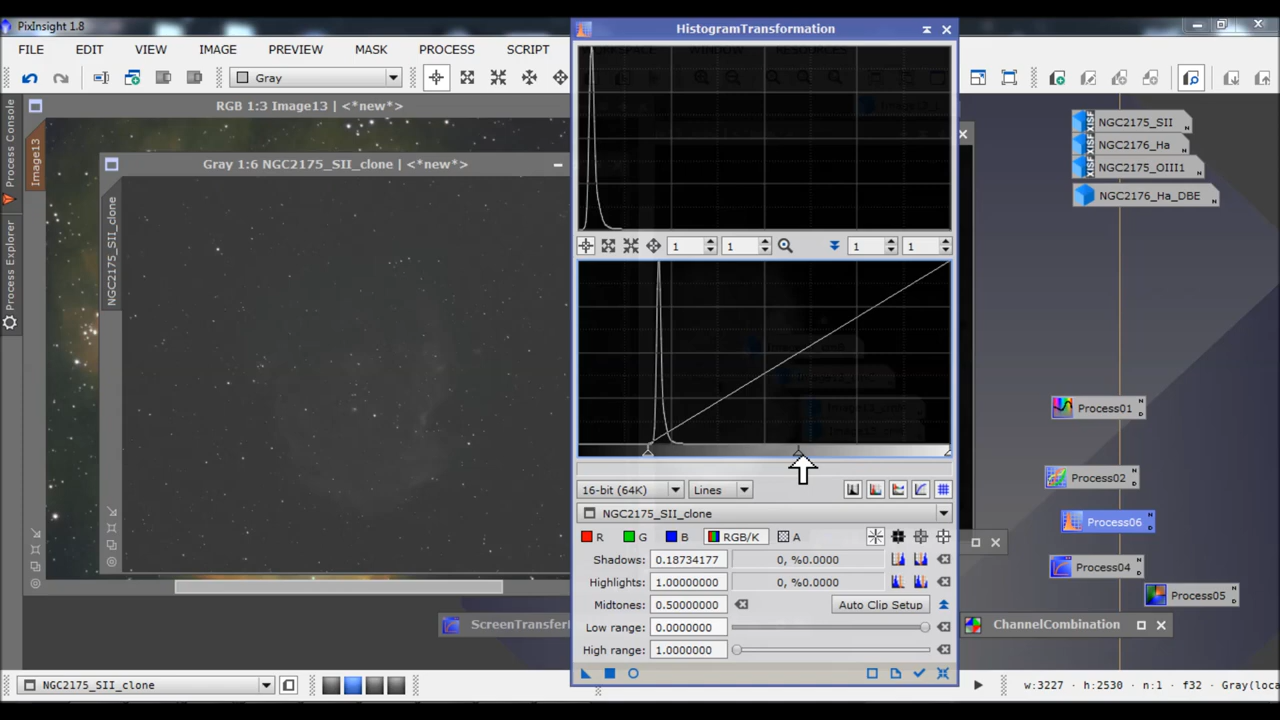 PixInsight 1.8
FILE EDIT VIEW IMAGE PREVIEW MASK PROCESS SCRIPT
Gray
RGB 1:3 Image13 | <*new*>
Gray 1:6 NGC2175_SII_clone | <*new*>
Process Console
Process Explorer
Image13
NGC2175_SII_clone
HistogramTransformation
1 1 1 1
16-bit (64K) Lines
NGC2175_SII_clone
R G B RGB/K A
Shadows: 0.18734177 0, %0.0000
Highlights: 1.00000000 0, %0.0000
Midtones: 0.50000000 Auto Clip Setup
Low range: 0.0000000
High range: 1.0000000
NGC2175_SII
NGC2176_Ha
NGC2175_OIII1
NGC2176_Ha_DBE
Process01
Process02
Process06
Process04
Process05
ScreenTransferF
ChannelCombination
NGC2175_SII_clone
w:3227 · h:2530 · n:1 · f32 · Gray(loca